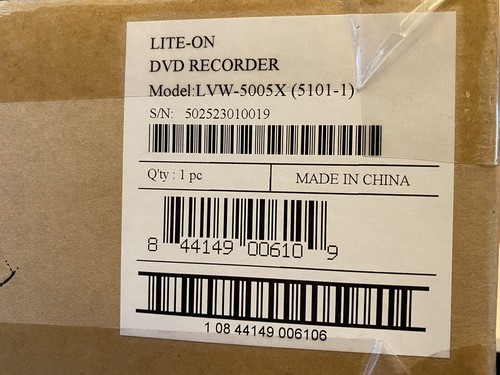 LITE-ON
DVD RECORDER
Model:LVW-5005X (5101-1)
S/N: 502523010019
Q'ty : 1 pc
MADE IN CHINA
8 44149 00610 9
1 08 44149 006106